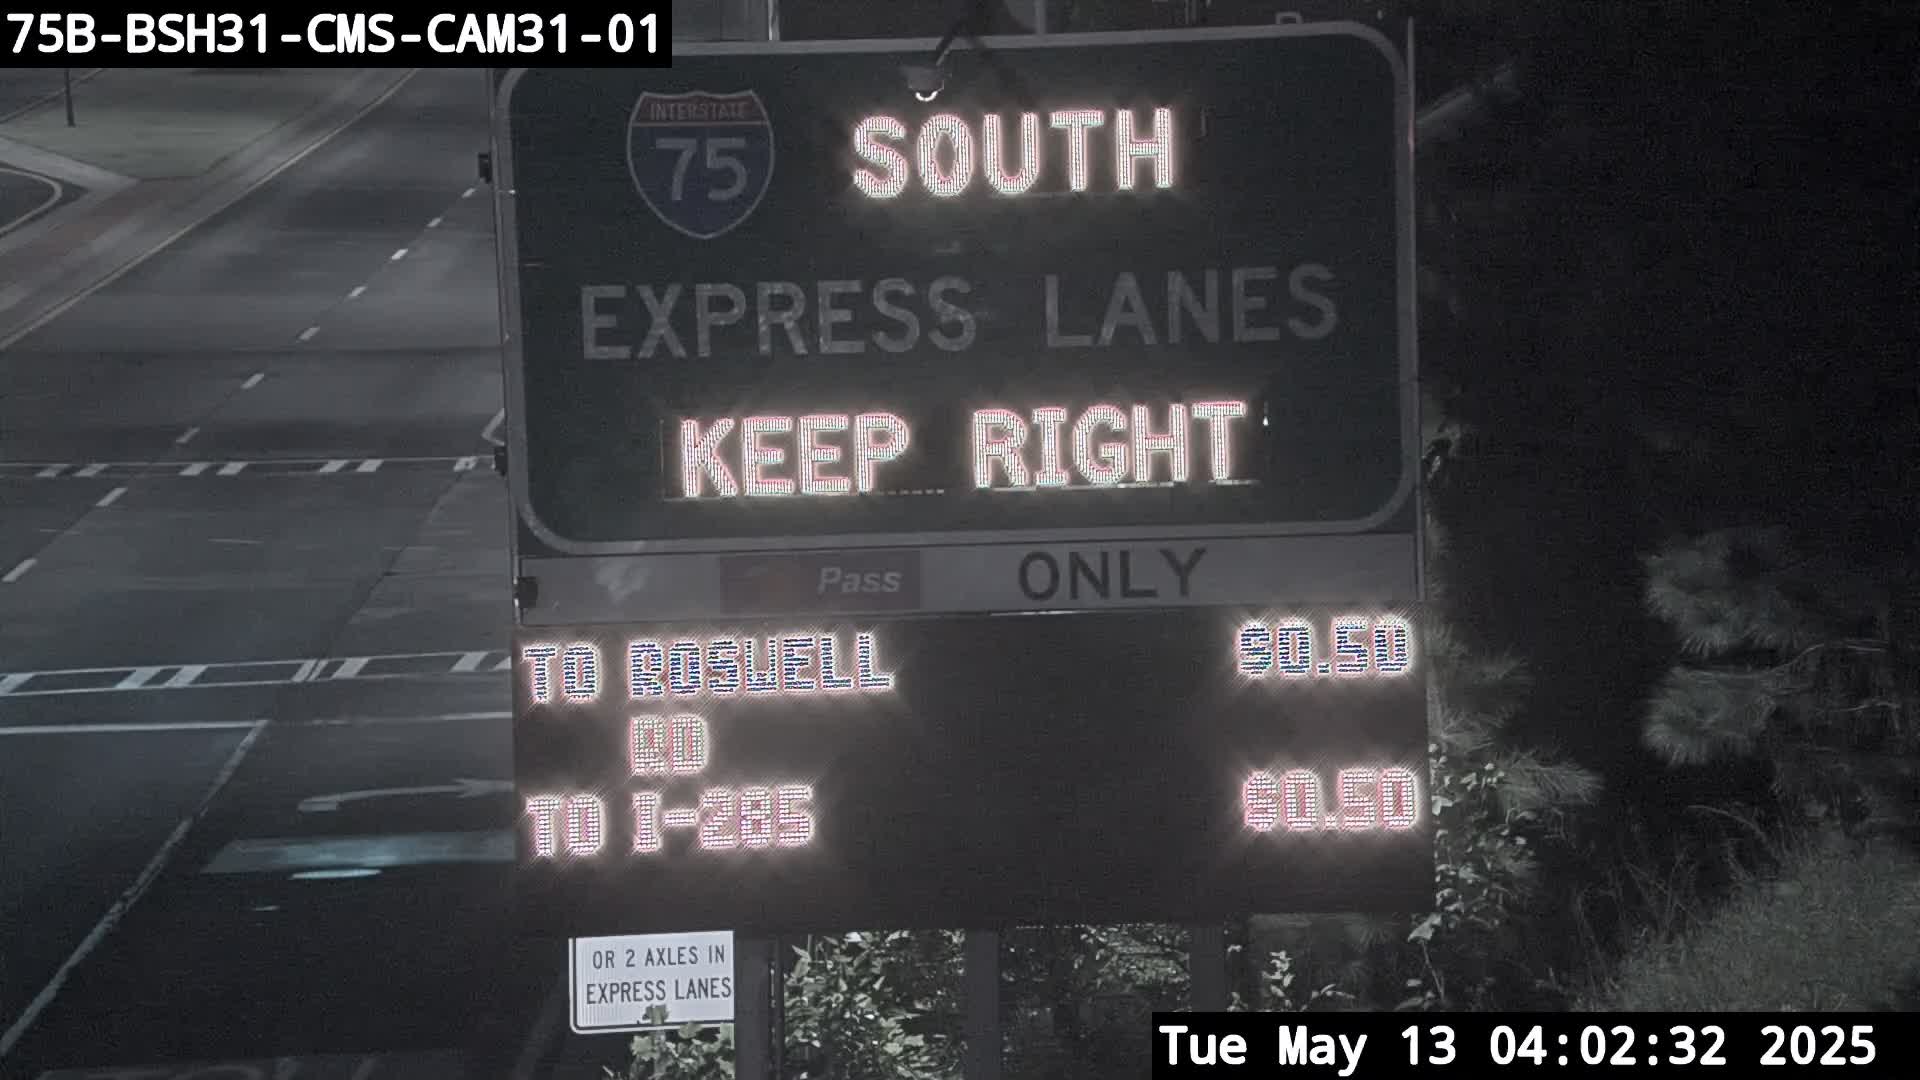 75B-BSH31-CMS-CAM31-01
INTERSTATE
75
SOUTH
EXPRESS LANES
KEEP RIGHT
Pass ONLY
TO ROSWELL $0.50
RD
TO I-285 $0.50
OR 2 AXLES IN
EXPRESS LANES
Tue May 13 04:02:32 2025